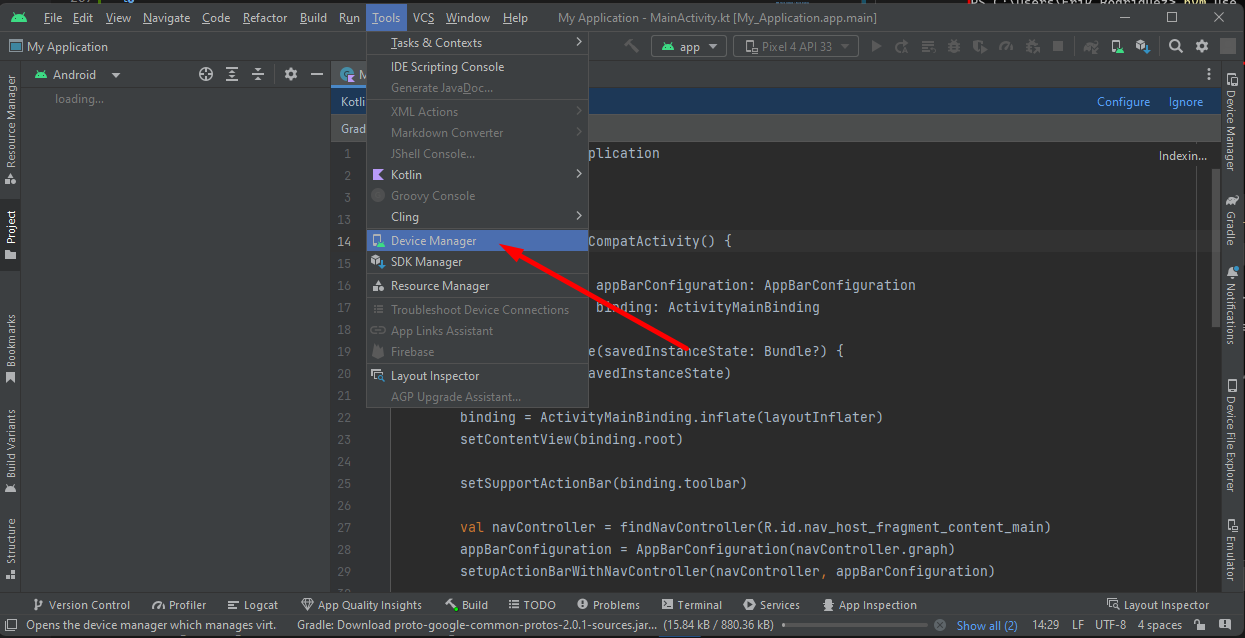 PS C:\Users\Erik Rodriguez> nvm use
File Edit View Navigate Code Refactor Build Run Tools VCS Window Help My Application - MainActivity.kt [My_Application.app.main]
My Application
app
Pixel 4 API 33
Android
loading...
Tasks & Contexts
IDE Scripting Console
Generate JavaDoc...
XML Actions
Markdown Converter
JShell Console...
Kotlin
Groovy Console
Cling
Device Manager
SDK Manager
Resource Manager
Troubleshoot Device Connections
App Links Assistant
Firebase
Layout Inspector
AGP Upgrade Assistant...
M
Kotli
Configure Ignore
Grad
Indexin...
1 plication
2
3
13
14 CompatActivity() {
15
16 appBarConfiguration: AppBarConfiguration
17 binding: ActivityMainBinding
18
19 e(savedInstanceState: Bundle?) {
20 avedInstanceState)
21
22 binding = ActivityMainBinding.inflate(layoutInflater)
23 setContentView(binding.root)
24
25 setSupportActionBar(binding.toolbar)
26
27 val navController = findNavController(R.id.nav_host_fragment_content_main)
28 appBarConfiguration = AppBarConfiguration(navController.graph)
29 setupActionBarWithNavController(navController, appBarConfiguration)
Resource Manager
Project
Bookmarks
Build Variants
Structure
Device Manager
Gradle
Notifications
Device File Explorer
Emulator
Version Control Profiler Logcat App Quality Insights Build TODO Problems Terminal Services App Inspection Layout Inspector
Opens the device manager which manages virt. Gradle: Download proto-google-common-protos-2.0.1-sources.jar... (15.84 kB / 880.36 kB) Show all (2) 14:29 LF UTF-8 4 spaces